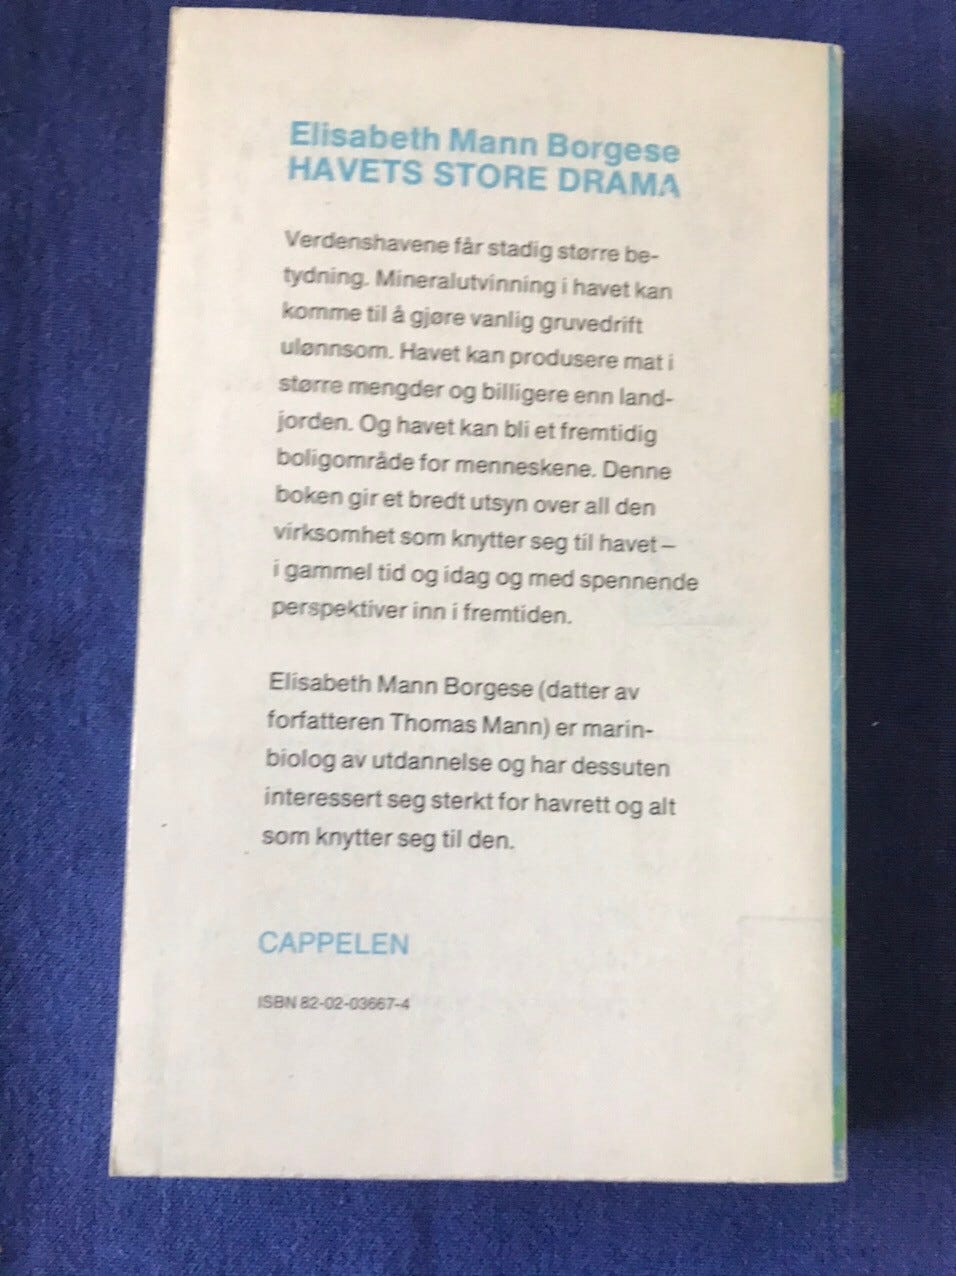 Elisabeth Mann Borgese
HAVETS STORE DRAMA
Verdenshavene får stadig større be-
tydning. Mineralutvinning i havet kan
komme til å gjøre vanlig gruvedrift
ulønnsom. Havet kan produsere mat i
større mengder og billigere enn land-
jorden. Og havet kan bli et fremtidig
boligområde for menneskene. Denne
boken gir et bredt utsyn over all den
virksomhet som knytter seg til havet –
i gammel tid og idag og med spennende
perspektiver inn i fremtiden.
Elisabeth Mann Borgese (datter av
forfatteren Thomas Mann) er marin-
biolog av utdannelse og har dessuten
interessert seg sterkt for havrett og alt
som knytter seg til den.
CAPPELEN
ISBN 82-02-03667-4